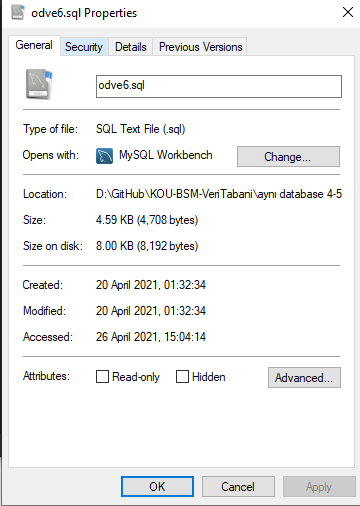 odve6.sql Properties
General Security Details Previous Versions
odve6.sql
Type of file: SQL Text File (.sql)
Opens with: MySQL Workbench Change...
Location: D:\GitHub\KOU-BSM-VeriTabani\aynı database 4-5
Size: 4.59 KB (4,708 bytes)
Size on disk: 8.00 KB (8,192 bytes)
Created: 20 April 2021, 01:32:34
Modified: 20 April 2021, 01:32:34
Accessed: 26 April 2021, 15:04:14
Attributes: Read-only Hidden Advanced...
OK Cancel Apply